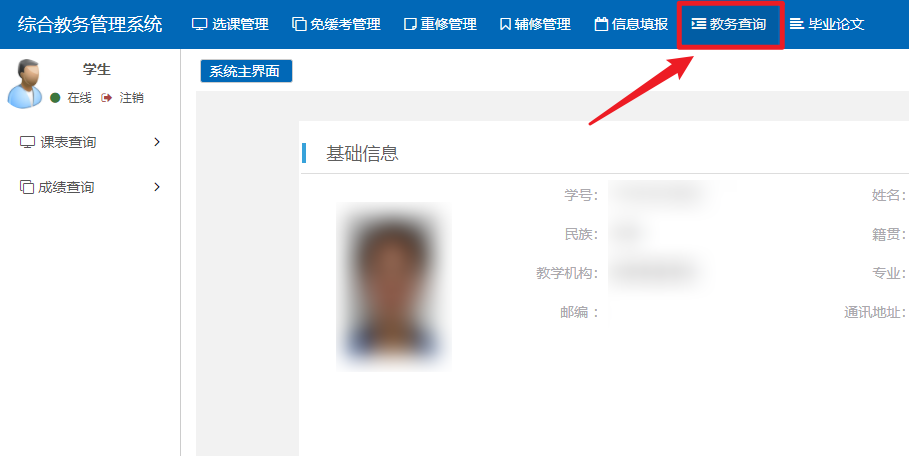 综合教务管理系统 选课管理 免缓考管理 重修管理 辅修管理 信息填报 教务查询 毕业论文
学生
在线 注销
课表查询
成绩查询
系统主界面
基础信息
学号： 姓名：
民族： 籍贯：
教学机构： 专业：
邮编 ： 通讯地址：